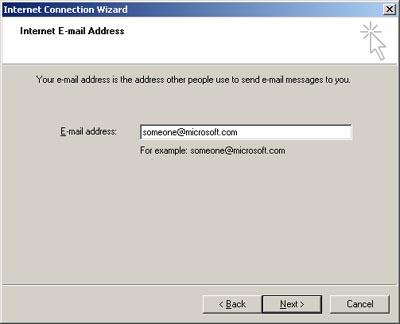 Internet Connection Wizard
Internet E-mail Address
Your e-mail address is the address other people use to send e-mail messages to you.
E-mail address: someone@microsoft.com
For example: someone@microsoft.com
< Back Next > Cancel